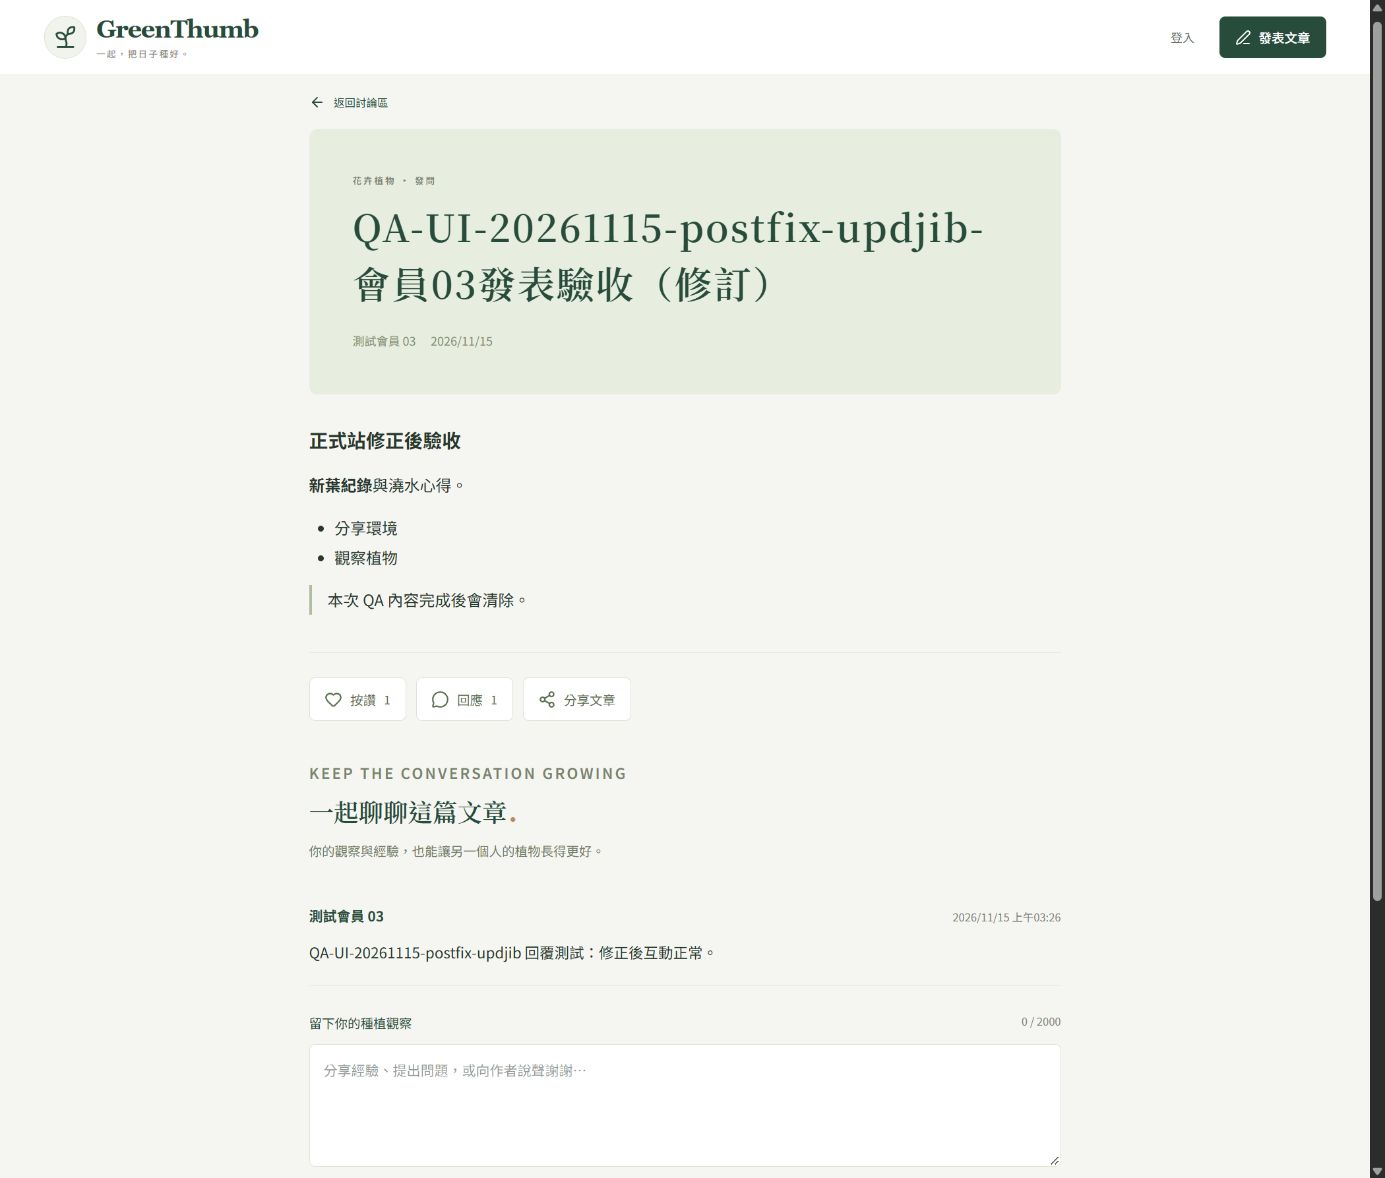 GreenThumb
一起，把日子種好。
登入
發表文章
返回討論區
花卉植物 · 發問
QA-UI-20261115-postfix-updjib-
會員03發表驗收（修訂）
測試會員 03 2026/11/15
正式站修正後驗收
新葉紀錄與澆水心得。
分享環境
觀察植物
本次 QA 內容完成後會清除。
按讚 1 回應 1 分享文章
KEEP THE CONVERSATION GROWING
一起聊聊這篇文章.
你的觀察與經驗，也能讓另一個人的植物長得更好。
測試會員 03 2026/11/15 上午03:26
QA-UI-20261115-postfix-updjib 回覆測試：修正後互動正常。
留下你的種植觀察 0 / 2000
分享經驗、提出問題，或向作者說聲謝謝⋯